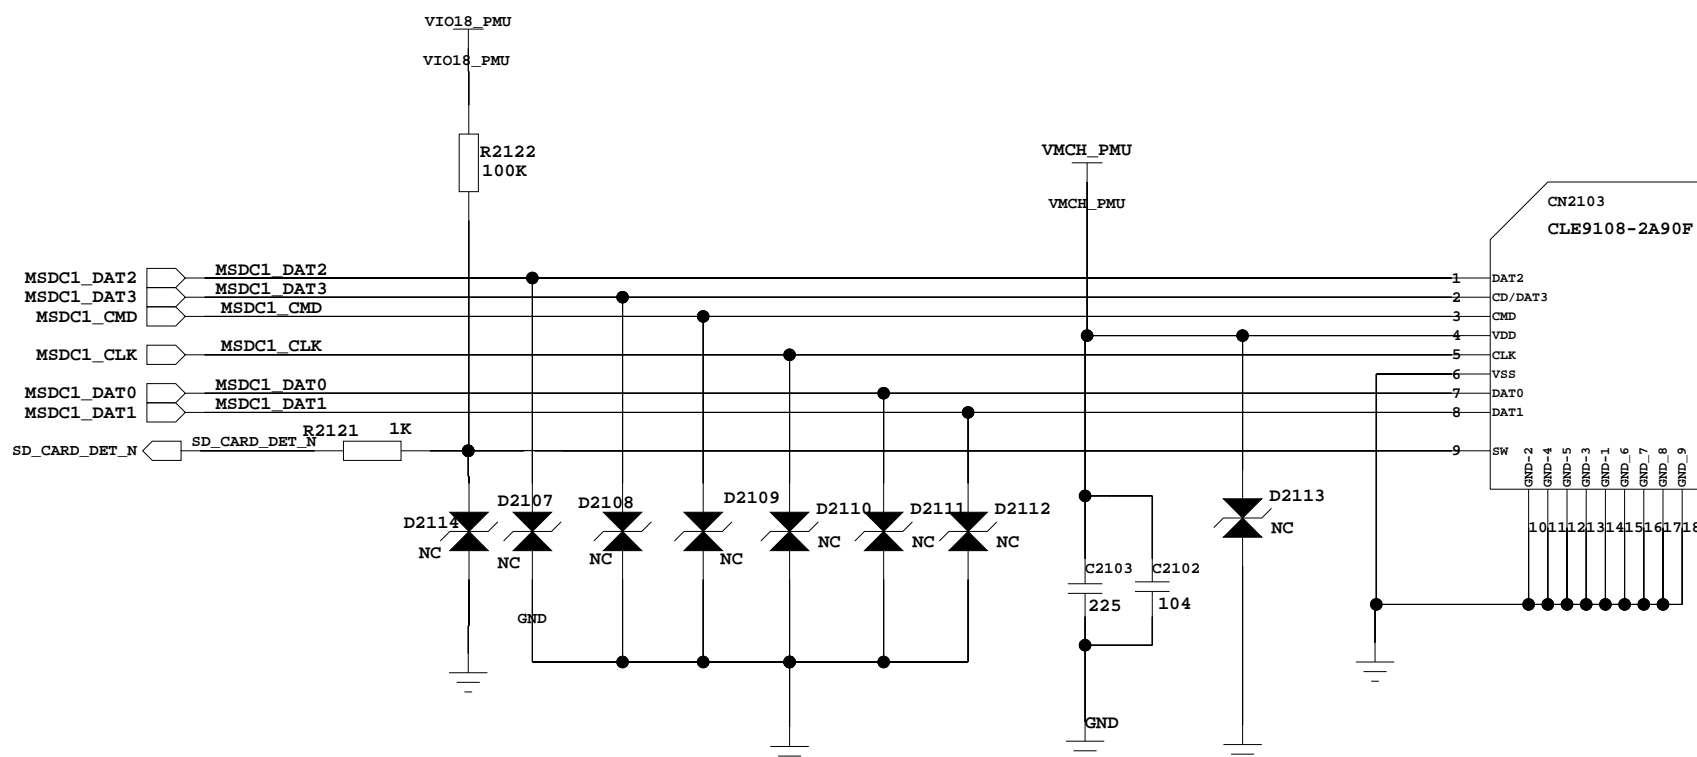 VIO18_PMU
VIO18_PMU
R2122
100K
VMCH_PMU
VMCH_PMU
CN2103
CLE9108-2A90F
MSDC1_DAT2 MSDC1_DAT2 1 DAT2
MSDC1_DAT3 MSDC1_DAT3 2 CD/DAT3
MSDC1_CMD MSDC1_CMD 3 CMD
4 VDD
MSDC1_CLK MSDC1_CLK 5 CLK
6 VSS
MSDC1_DAT0 MSDC1_DAT0 7 DAT0
MSDC1_DAT1 MSDC1_DAT1 8 DAT1
R2121 1K
SD_CARD_DET_N SD_CARD_DET_N 9 SW
GND-2 GND-4 GND-5 GND-3 GND-1 GND_6 GND_7 GND_8 GND_9
10 11 12 13 14 15 16 17 18
D2114 D2107 D2108 D2109 D2110 D2111 D2112 D2113
NC NC NC NC NC NC NC NC
C2103 C2102
225 104
GND
GND